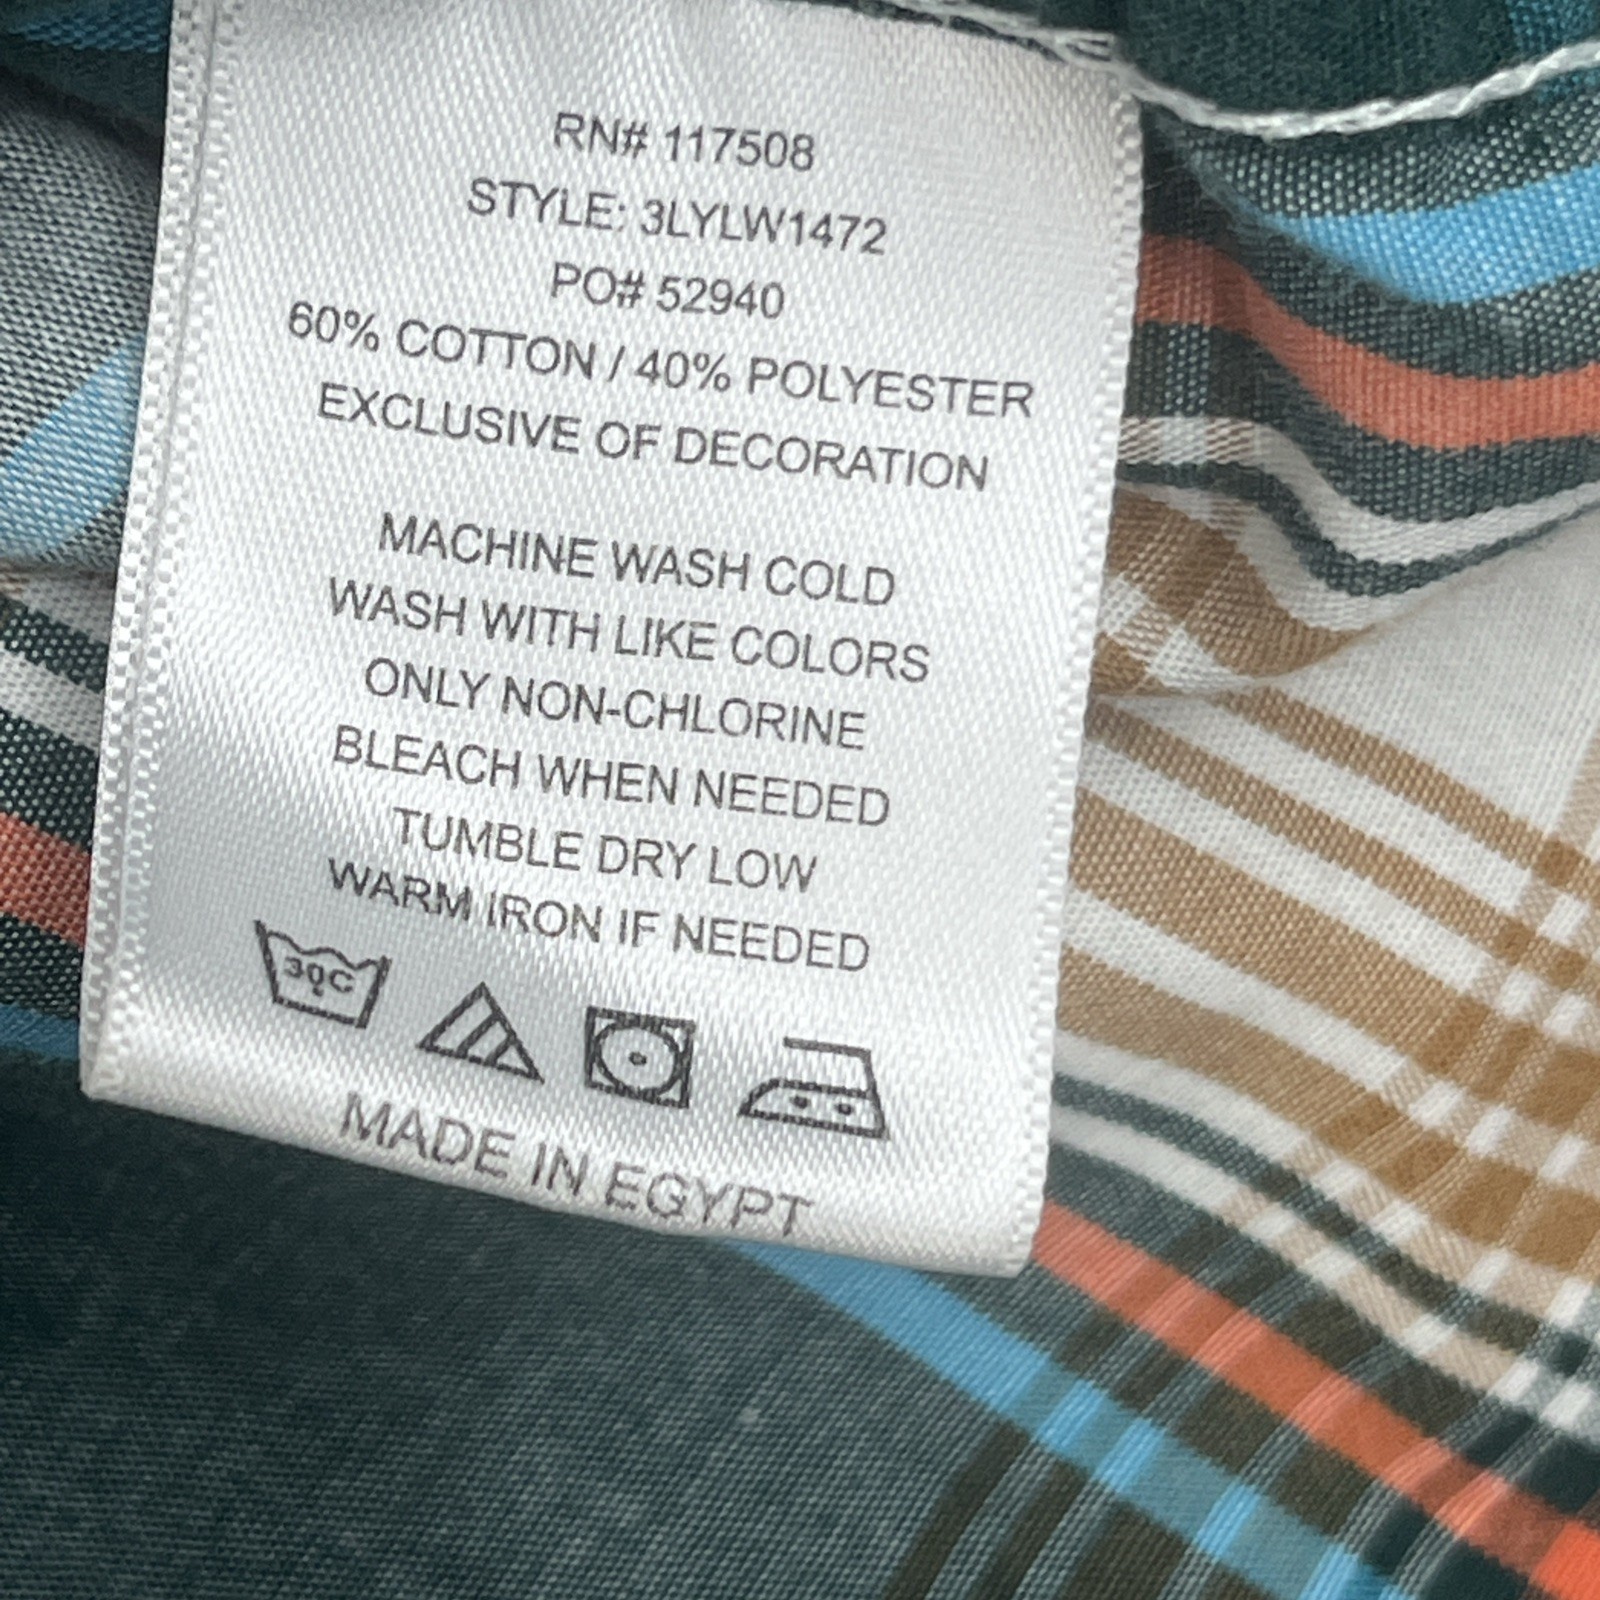 RN# 117508
STYLE: 3LYLW1472
PO# 52940
60% COTTON / 40% POLYESTER
EXCLUSIVE OF DECORATION
MACHINE WASH COLD
WASH WITH LIKE COLORS
ONLY NON-CHLORINE
BLEACH WHEN NEEDED
TUMBLE DRY LOW
WARM IRON IF NEEDED
30C
MADE IN EGYPT